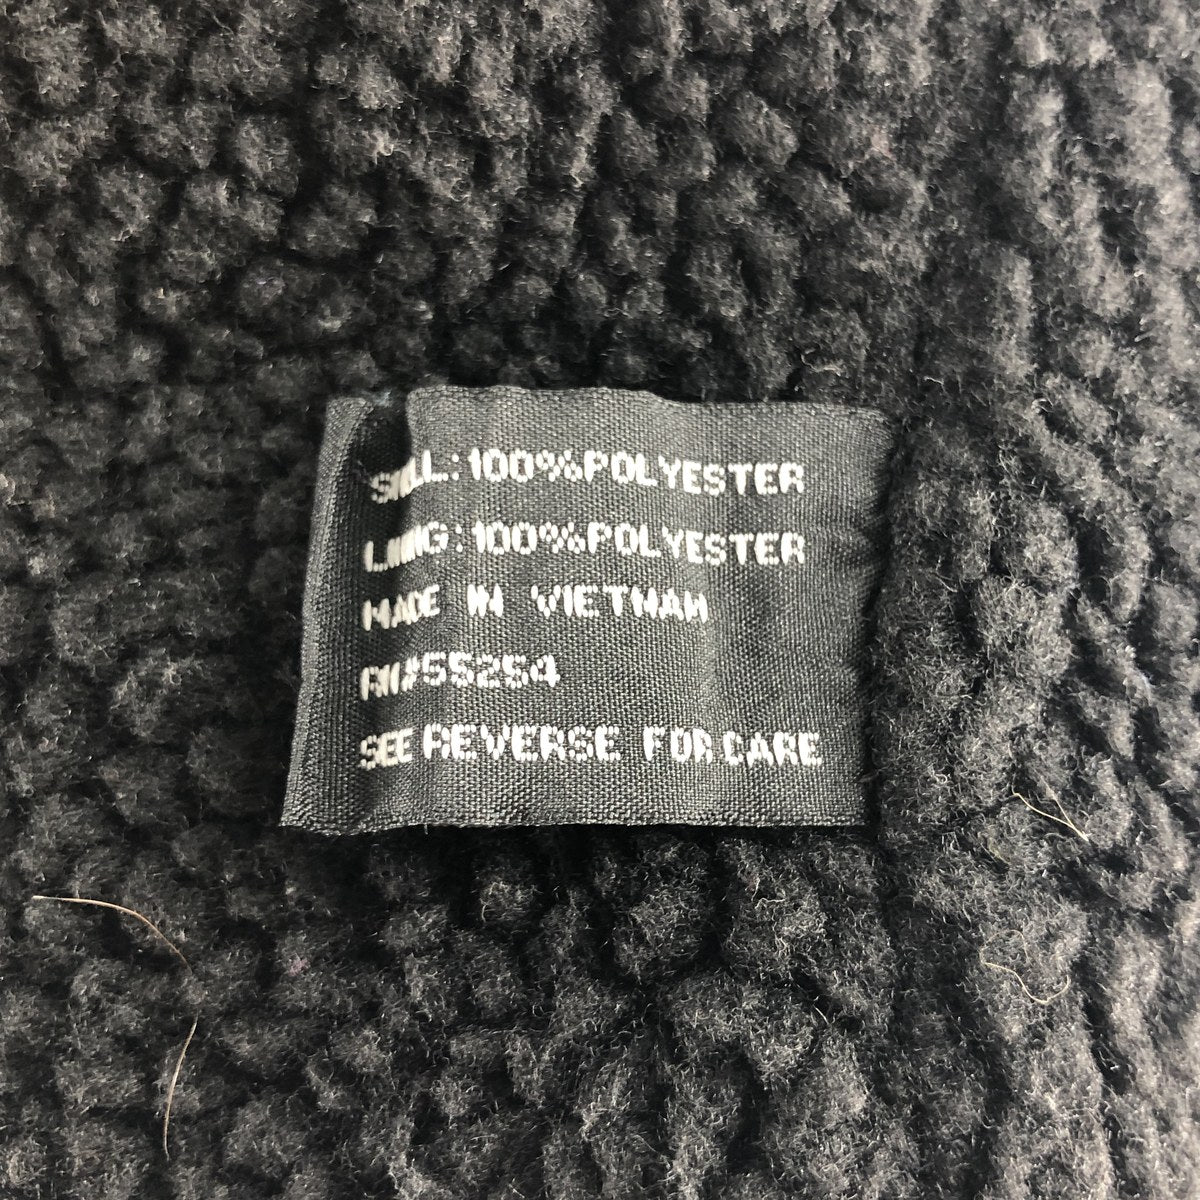 SHELL:100%POLYESTER
LINING:100%POLYESTER
MADE IN VIETNAM
RN#55254
SEE REVERSE FOR CARE